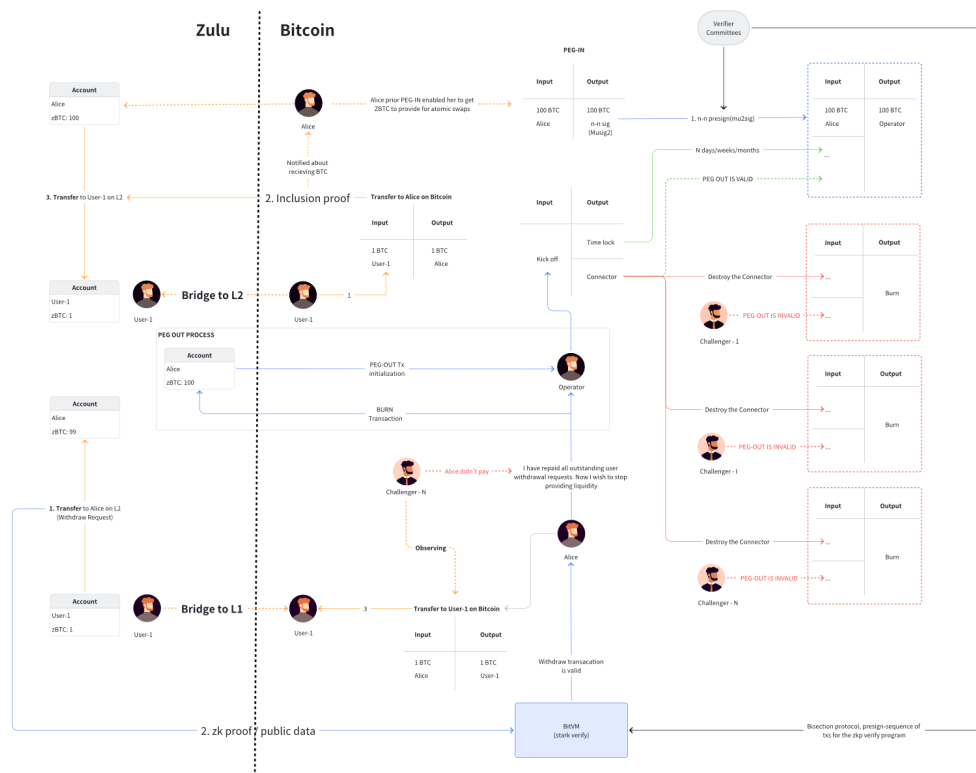 Zulu
Bitcoin
Verifier
Committees
PEG-IN
Input
Output
100 BTC
100 BTC
Alice
n-n sig
(Musig2)
Account
Alice
zBTC: 100
Alice
Alice prior PEG-IN enabled her to get
ZBTC to provide for atomic swaps
1. n-n presign(mu2sig)
Input
Output
100 BTC
100 BTC
Alice
Operator
...
N days/weeks/months
PEG OUT IS VALID
Notified about
recieving BTC
3. Transfer to User-1 on L2
2. Inclusion proof
Transfer to Alice on Bitcoin
Input
Output
1 BTC
1 BTC
User-1
Alice
Input
Output
Time lock
Kick off
Connector
Account
User-1
zBTC: 1
User-1
Bridge to L2
User-1
1
Destroy the Connector
Challenger - 1
PEG-OUT IS INVALID
Input
Output
...
Burn
...
PEG OUT PROCESS
Account
Alice
zBTC: 100
PEG-OUT Tx
initialization
Operator
BURN
Transaction
Destroy the Connector
Challenger - I
PEG-OUT IS INVALID
Input
Output
...
Burn
...
Account
Alice
zBTC: 99
Challenger - N
Alice didn't pay
I have repaid all outstanding user
withdrawal requests. Now I wish to stop
providing liquidity
1. Transfer to Alice on L2
(Withdraw Request)
Observing
Alice
Destroy the Connector
Challenger - N
PEG-OUT IS INVALID
Input
Output
...
Burn
...
Account
User-1
zBTC: 1
User-1
Bridge to L1
User-1
3
Transfer to User-1 on Bitcoin
Input
Output
1 BTC
1 BTC
Alice
User-1
Withdraw transacation
is valid
2. zk proof / public data
BitVM
(stark verify)
Bisection protocol, presign-sequence of
txs for the zkp verify program